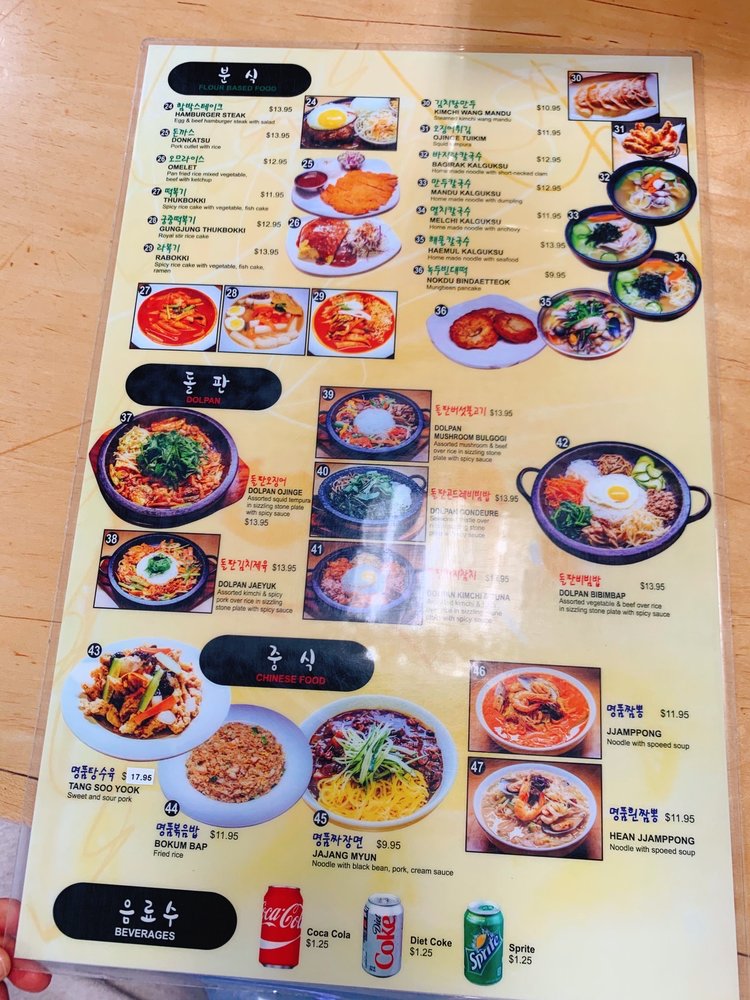 분 식
FLOUR BASED FOOD
24 함박스테이크
HAMBURGER STEAK $13.95
Egg & beef hamburger steak with salad
25 돈까스
DONKATSU $13.95
Pork cutlet with rice
26 오므라이스
OMELET $12.95
Pan fried rice mixed vegetable,
beef with ketchup
27 떡볶기
THUKBOKKI $11.95
Spicy rice cake with vegetable, fish cake
28 궁중떡볶기
GUNGJUNG THUKBOKKI $12.95
Royal stir rice cake
29 라볶기
RABOKKI $13.95
Spicy rice cake with vegetable, fish cake,
ramen
24
25
26
27
28
29
30 김치왕만두
KIMCHI WANG MANDU $10.95
Steamed kimchi wang mandu
31 오징어튀김
OJINGE TUIKIM $11.95
Squid tempura
32 바지락칼국수
BAGIRAK KALGUKSU $12.95
Home made noodle with short-necked clam
33 만두칼국수
MANDU KALGUKSU $11.95
Home made noodle with dumpling
34 멸치칼국수
MELCHI KALGUKSU $11.95
Home made noodle with anchovy
35 해물칼국수
HAEMUL KALGUKSU $13.95
Home made noodle with seafood
36 녹두빈대떡
NOKDU BINDAETTEOK $9.95
Mungbean pancake
30
31
32
33
34
35
36
돌 판
DOLPAN
37
돌판오징어
DOLPAN OJINGE
Assorted squid tempura
in sizzling stone
plate with spicy sauce
$13.95
38
돌판김치제육 $13.95
DOLPAN JAEYUK
Assorted kimchi & spicy
pork over rice in sizzling
stone plate with spicy sauce
39
돌판버섯불고기 $13.95
DOLPAN
MUSHROOM BULGOGI
Assorted mushroom & beef
over rice in sizzling stone
plate with spicy sauce
40
돌판곤드레비빔밥 $13.95
DOLPAN GONDEURE
over
in sizzling stone
plate with spicy sauce
41
DOLPAN KIMCHI & TUNA
kimchi &
stone plate
with spicy sauce
42
돌판비빔밥 $13.95
DOLPAN BIBIMBAP
Assorted vegetable & beef over rice
in sizzling stone plate with spicy sauce
중 식
CHINESE FOOD
43
명품탕수육 $ 17.95
TANG SOO YOOK
Sweet and sour pork
44
명품볶음밥 $11.95
BOKUM BAP
Fried rice
45
명품짜장면 $9.95
JAJANG MYUN
Noodle with black bean, pork, cream sauce
46
명품짬뽕 $11.95
JJAMPPONG
Noodle with spoeed soup
47
명품흰짬뽕 $11.95
HEAN JJAMPPONG
Noodle with spoeed soup
음료수
BEVERAGES
Coca-Cola
Coca Cola
$1.25
Diet Coke
Diet Coke
$1.25
Sprite
Sprite
$1.25